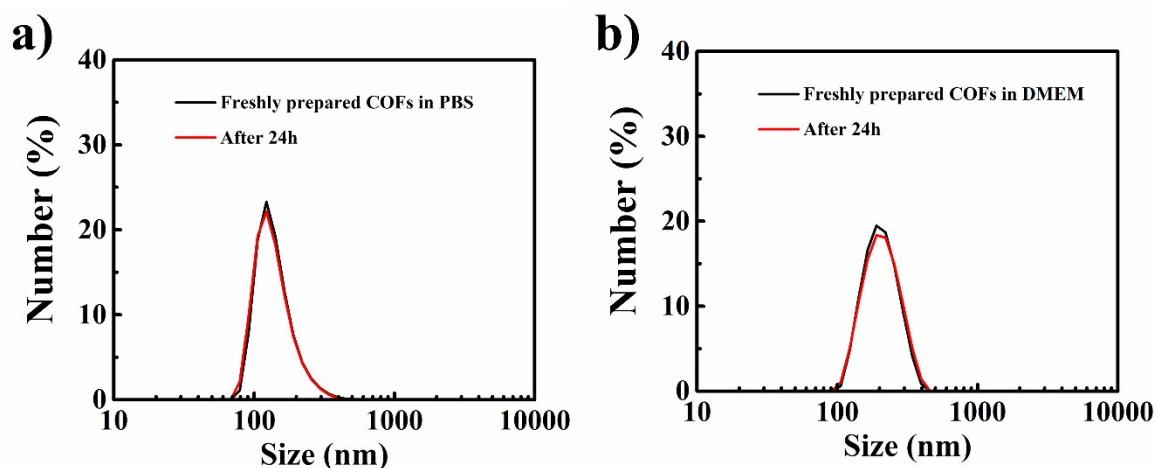 a)
40
30
20
10
0
Number (%)
Freshly prepared COFs in PBS
After 24h
10 100 1000 10000
Size (nm)
b)
40
30
20
10
0
Number (%)
Freshly prepared COFs in DMEM
After 24h
10 100 1000 10000
Size (nm)